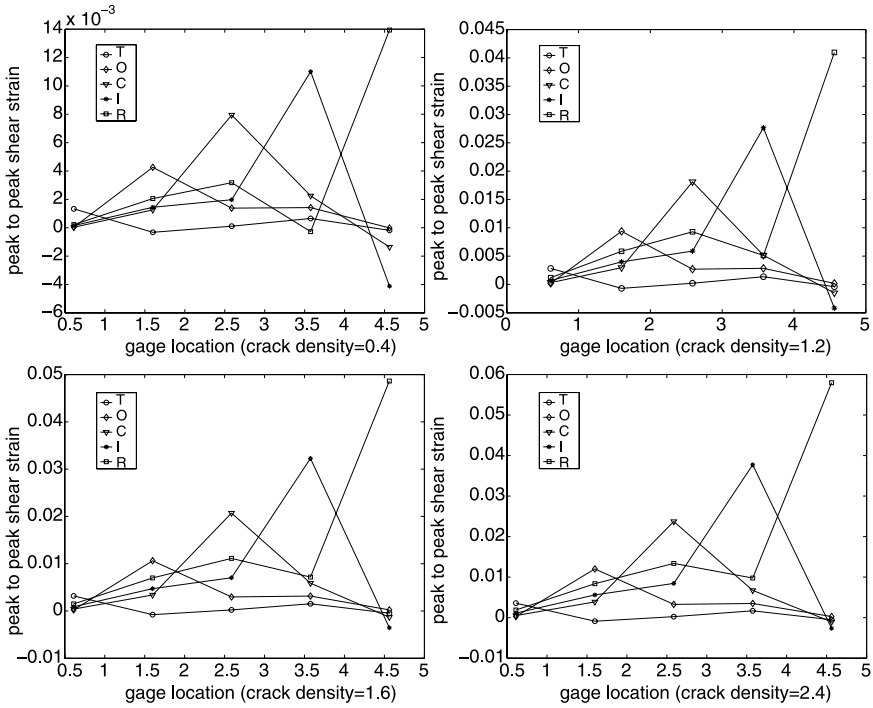 14 x 10⁻³
12
10
8
6
4
2
0
−2
−4
−6
0.5 1 1.5 2 2.5 3 3.5 4 4.5 5
peak to peak shear strain
gage location (crack density=0.4)
T
O
C
I
R
0.045
0.04
0.035
0.03
0.025
0.02
0.015
0.01
0.005
0
−0.005
0 1 2 3 4 5
peak to peak shear strain
gage location (crack density=1.2)
T
O
C
I
R
0.05
0.04
0.03
0.02
0.01
0
−0.01
0.5 1 1.5 2 2.5 3 3.5 4 4.5 5
peak to peak shear strain
gage location (crack density=1.6)
T
O
C
I
R
0.06
0.05
0.04
0.03
0.02
0.01
0
−0.01
0.5 1 1.5 2 2.5 3 3.5 4 4.5 5
peak to peak shear strain
gage location (crack density=2.4)
T
O
C
I
R